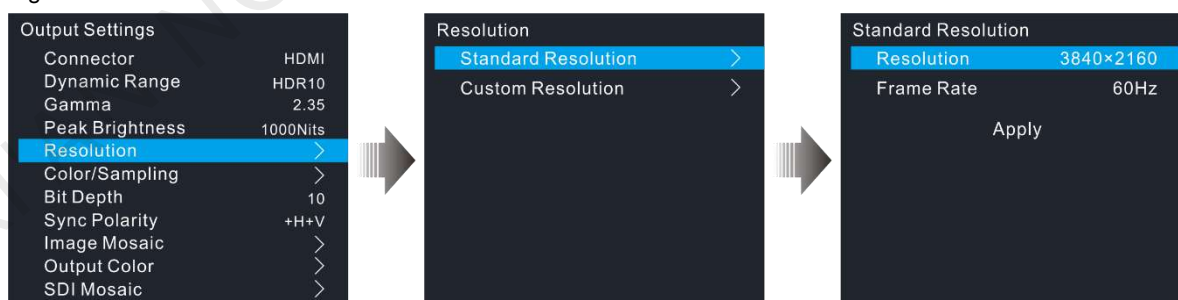 Output Settings
Connector HDMI
Dynamic Range HDR10
Gamma 2.35
Peak Brightness 1000Nits
Resolution >
Color/Sampling >
Bit Depth 10
Sync Polarity +H+V
Image Mosaic >
Output Color >
SDI Mosaic >
Resolution
Standard Resolution >
Custom Resolution >
Standard Resolution
Resolution 3840×2160
Frame Rate 60Hz
Apply